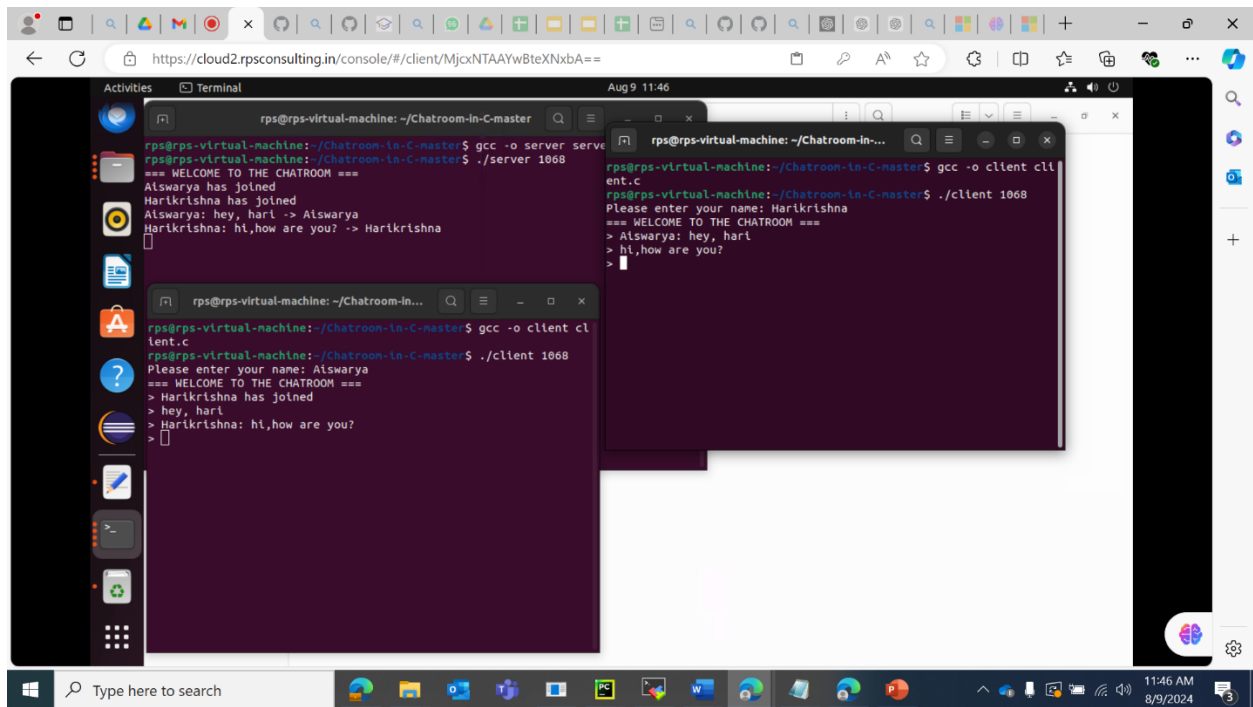 https://cloud2.rpsconsulting.in/console/#/client/MjcxNTAAYwBteXNxbA==
Activities Terminal Aug 9 11:46
rps@rps-virtual-machine: ~/Chatroom-in-C-master
rps@rps-virtual-machine:~/Chatroom-in-C-master$ gcc -o server serve
rps@rps-virtual-machine:~/Chatroom-in-C-master$ ./server 1068
=== WELCOME TO THE CHATROOM ===
Aiswarya has joined
Harikrishna has joined
Aiswarya: hey, hari -> Aiswarya
Harikrishna: hi,how are you? -> Harikrishna
rps@rps-virtual-machine: ~/Chatroom-in-...
rps@rps-virtual-machine:~/Chatroom-in-C-master$ gcc -o client cli
ent.c
rps@rps-virtual-machine:~/Chatroom-in-C-master$ ./client 1068
Please enter your name: Harikrishna
=== WELCOME TO THE CHATROOM ===
> Aiswarya: hey, hari
> hi,how are you?
>
rps@rps-virtual-machine: ~/Chatroom-in...
rps@rps-virtual-machine:~/Chatroom-in-C-master$ gcc -o client cl
ient.c
rps@rps-virtual-machine:~/Chatroom-in-C-master$ ./client 1068
Please enter your name: Aiswarya
=== WELCOME TO THE CHATROOM ===
> Harikrishna has joined
> hey, hari
> Harikrishna: hi,how are you?
>
Type here to search
11:46 AM
8/9/2024
3